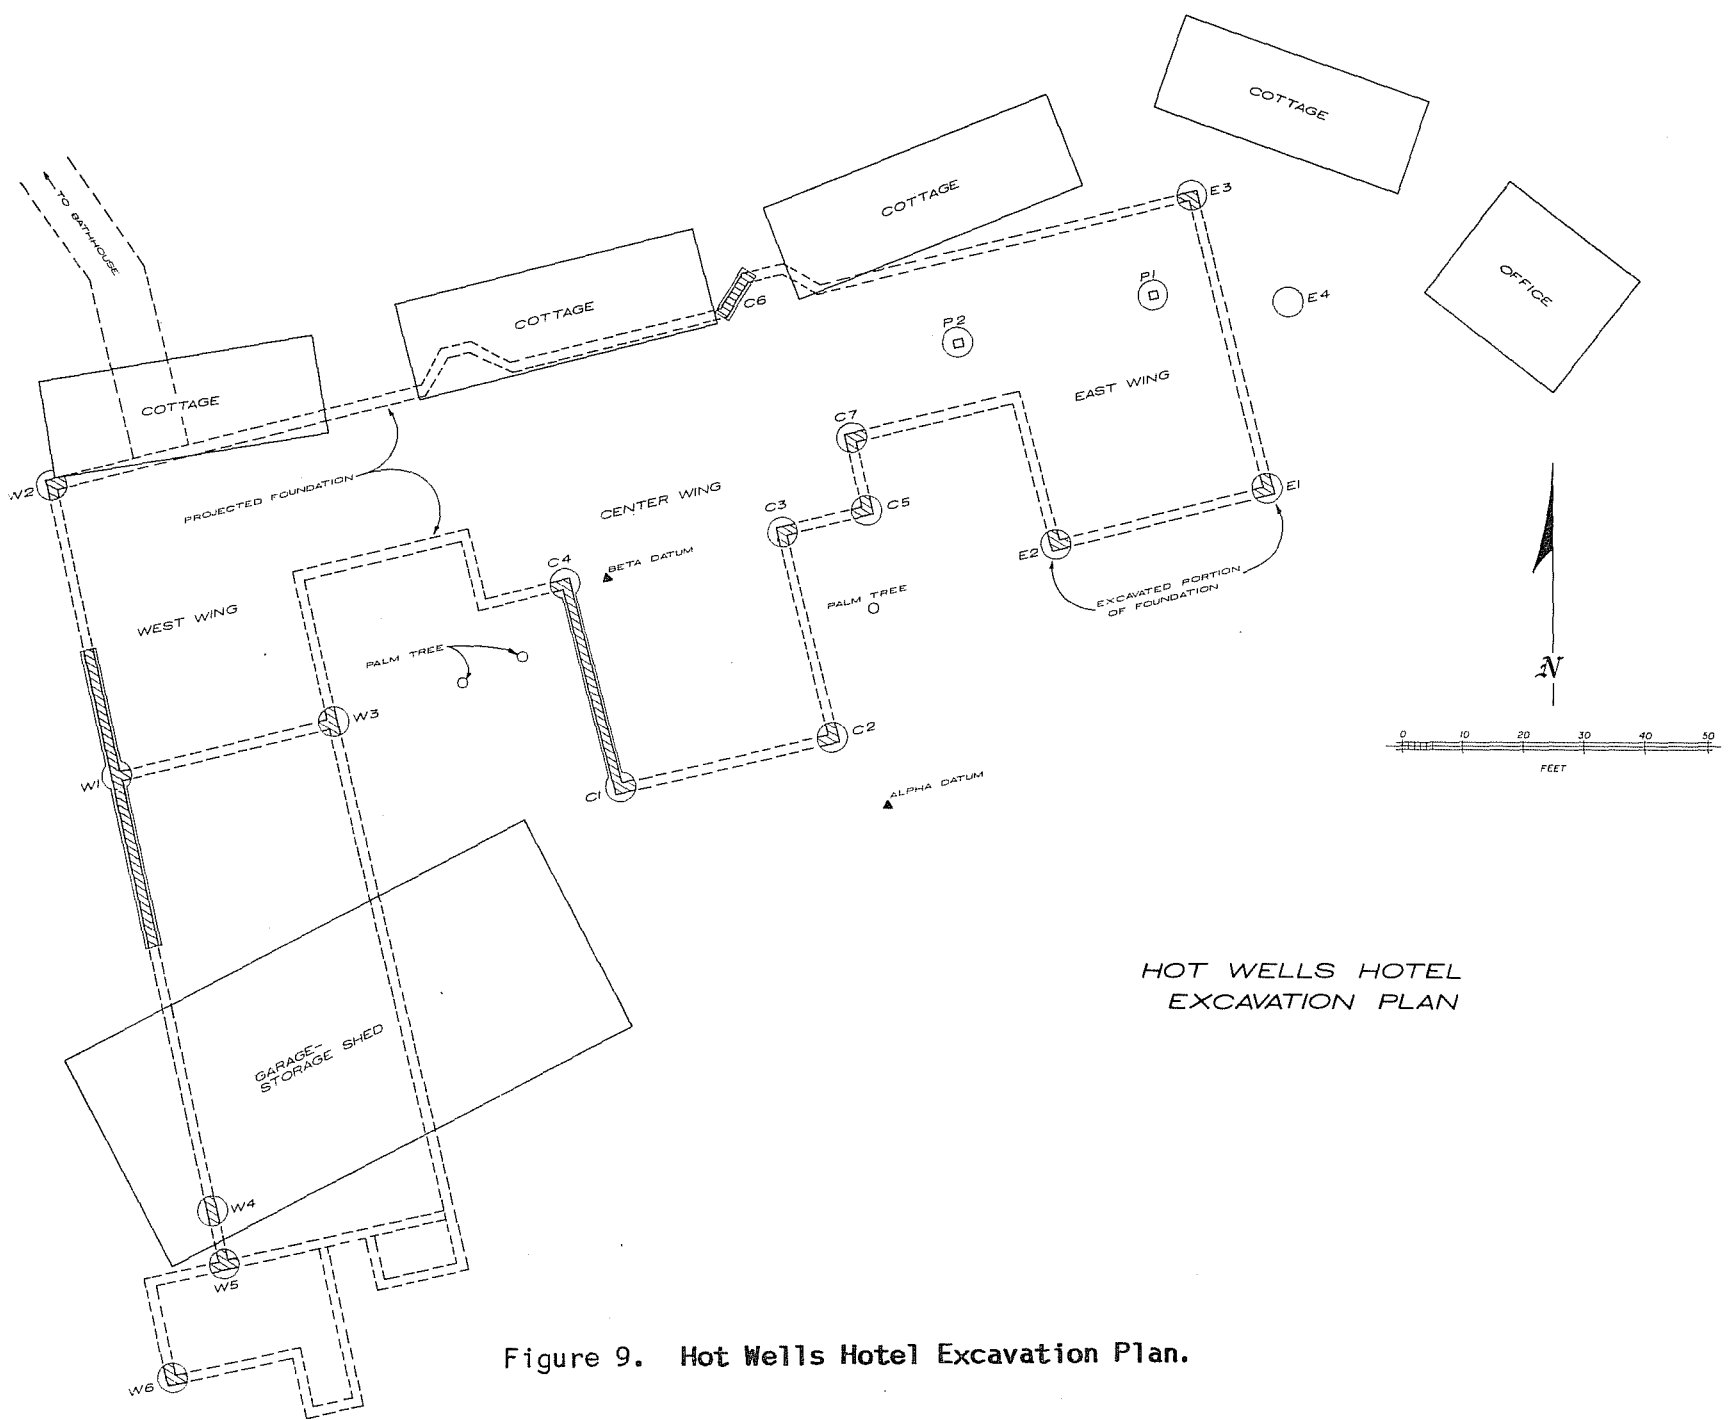 COTTAGE
COTTAGE
E3
TO BATHHOUSE
OFFICE
P1
E4
C6
COTTAGE
P2
EAST WING
COTTAGE
C7
W2
PROJECTED FOUNDATION
CENTER WING
C3
C5
E1
E2
C4
BETA DATUM
EXCAVATED PORTION
OF FOUNDATION
PALM TREE
WEST WING
PALM TREE
N
W3
C2
0 10 20 30 40 50
FEET
W1
C1
ALPHA DATUM
HOT WELLS HOTEL
EXCAVATION PLAN
GARAGE-
STORAGE SHED
W4
W5
W6
Figure 9. Hot Wells Hotel Excavation Plan.